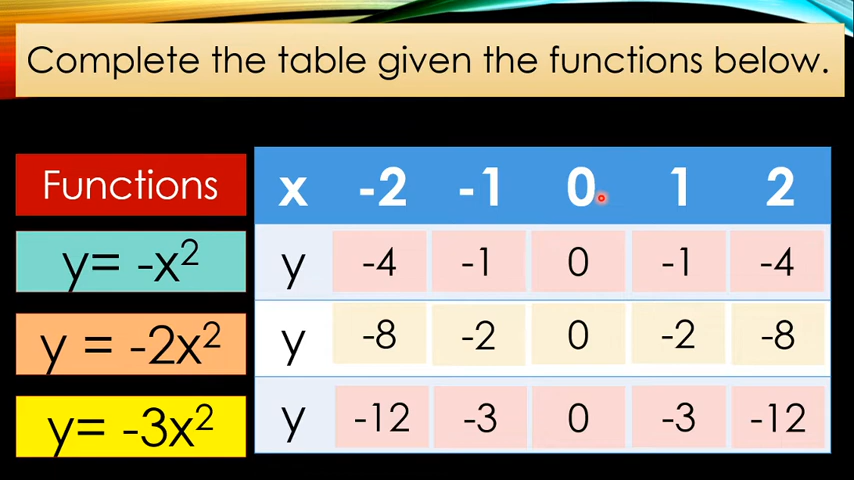 Complete the table given the functions below.
Functions x -2 -1 0 1 2
y= -x² y -4 -1 0 -1 -4
y = -2x² y -8 -2 0 -2 -8
y= -3x² y -12 -3 0 -3 -12